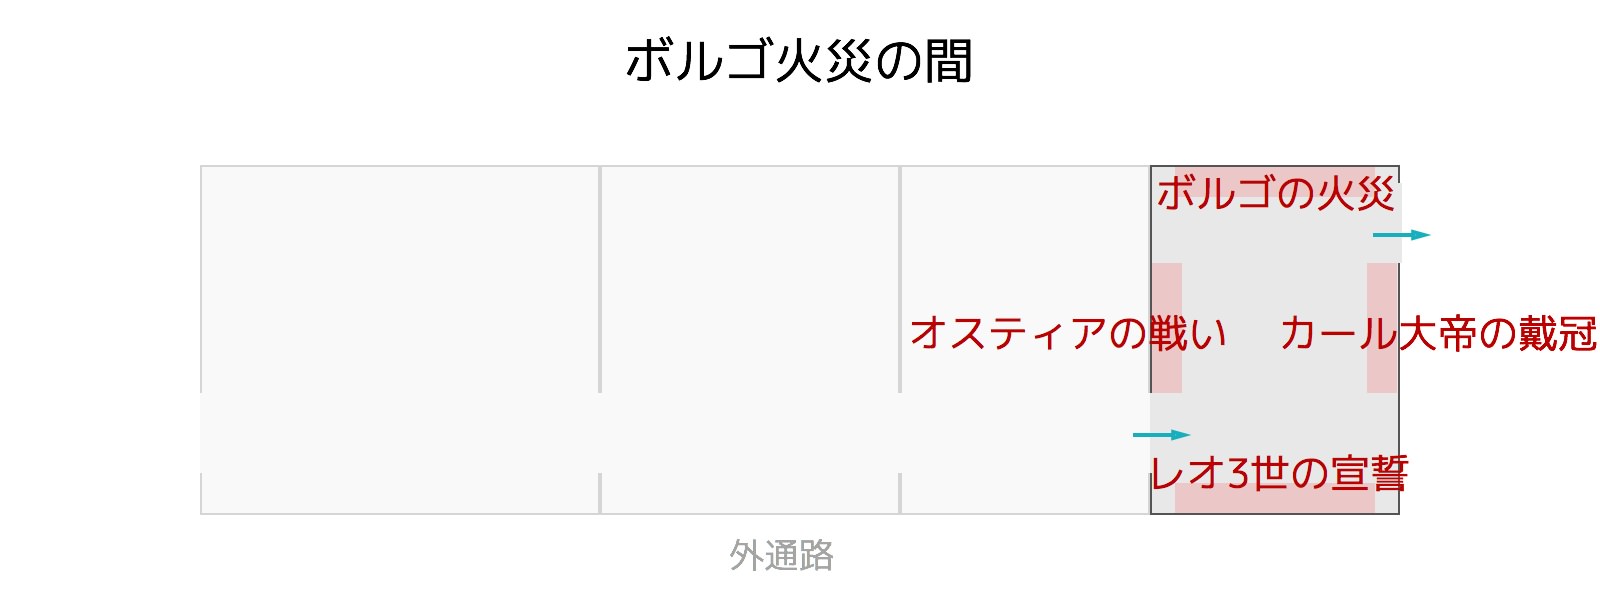 ボルゴ火災の間
ボルゴの火災
オスティアの戦い
カール大帝の戴冠
レオ3世の宣誓
外通路